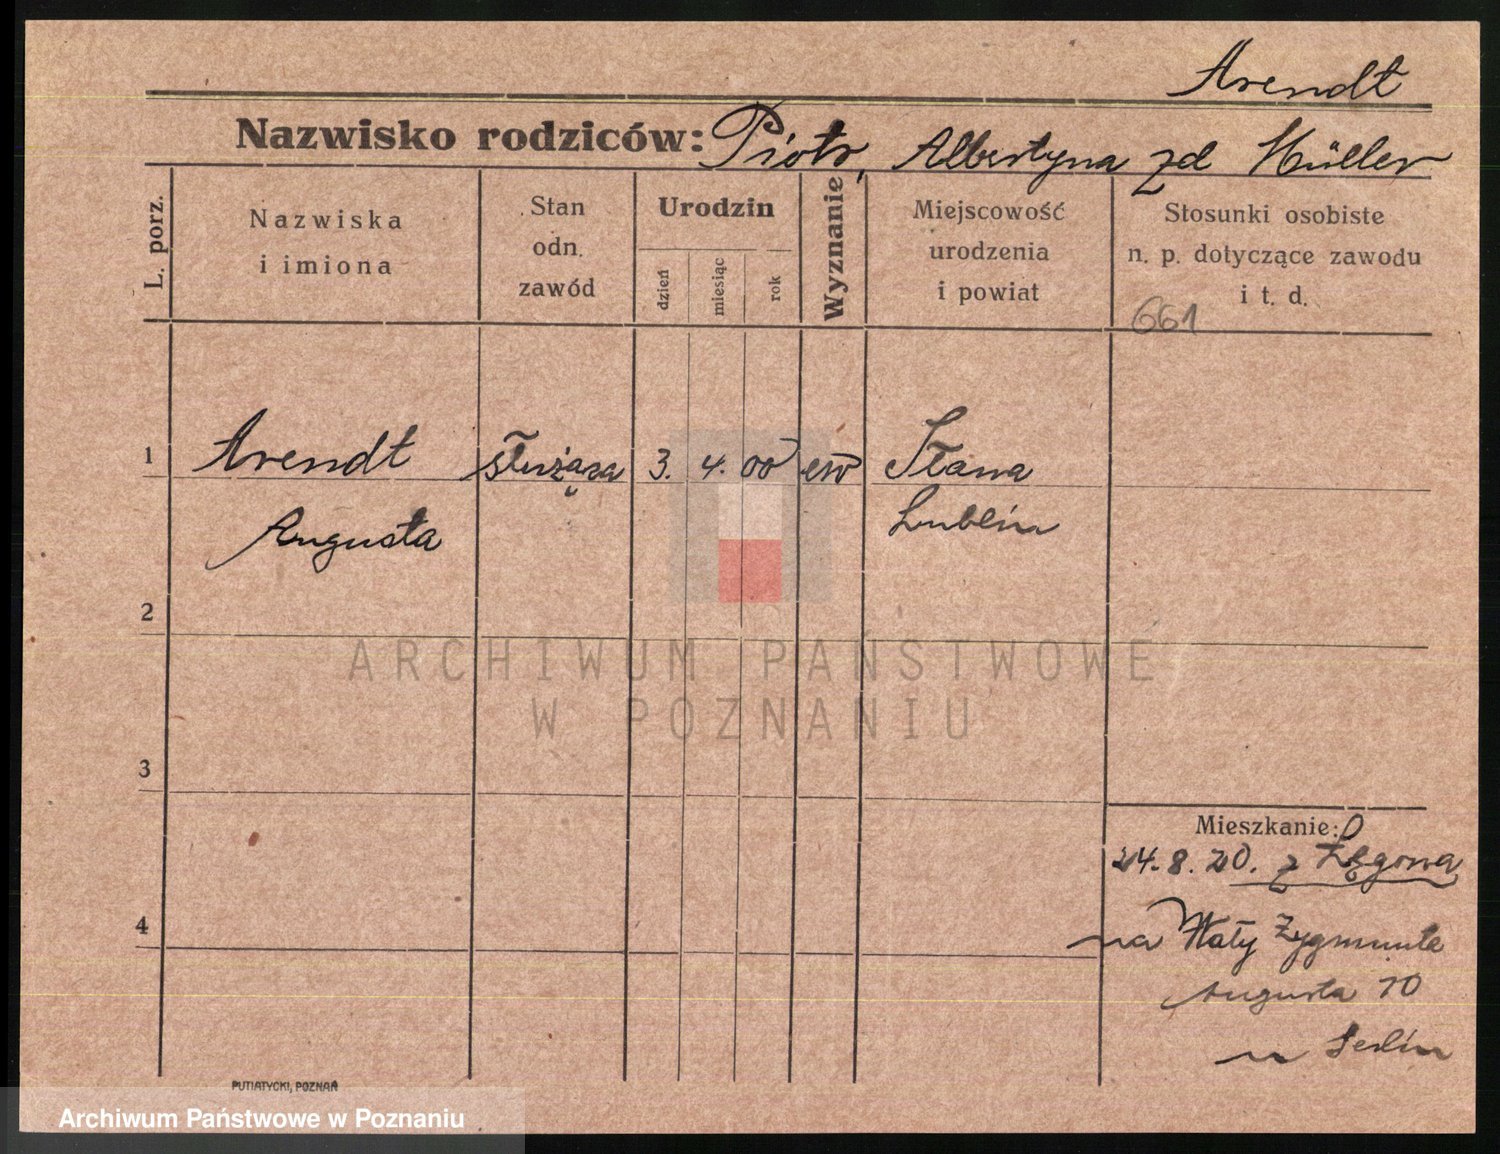 Arendt
Nazwisko rodziców: Piotr, Albertyna zd Müller
L. porz.
Nazwiska
i imiona
Stan
odn.
zawód
Urodzin
dzień
miesiąc
rok
Wyznanie
Miejscowość
urodzenia
i powiat
Stosunki osobiste
n. p. dotyczące zawodu
i t. d.
661
1
Arendt
służąca
3. 4. 00
ew
Sława
Augusta
Lublin
2
ARCHIWUM PAŃSTWOWE
W POZNANIU
3
Mieszkanie:
8. 20. z Łęgowa
4
na Wały Zygmunta
Augusta 10
u
PUTIATYCKI, POZNAŃ
Archiwum Państwowe w Poznaniu